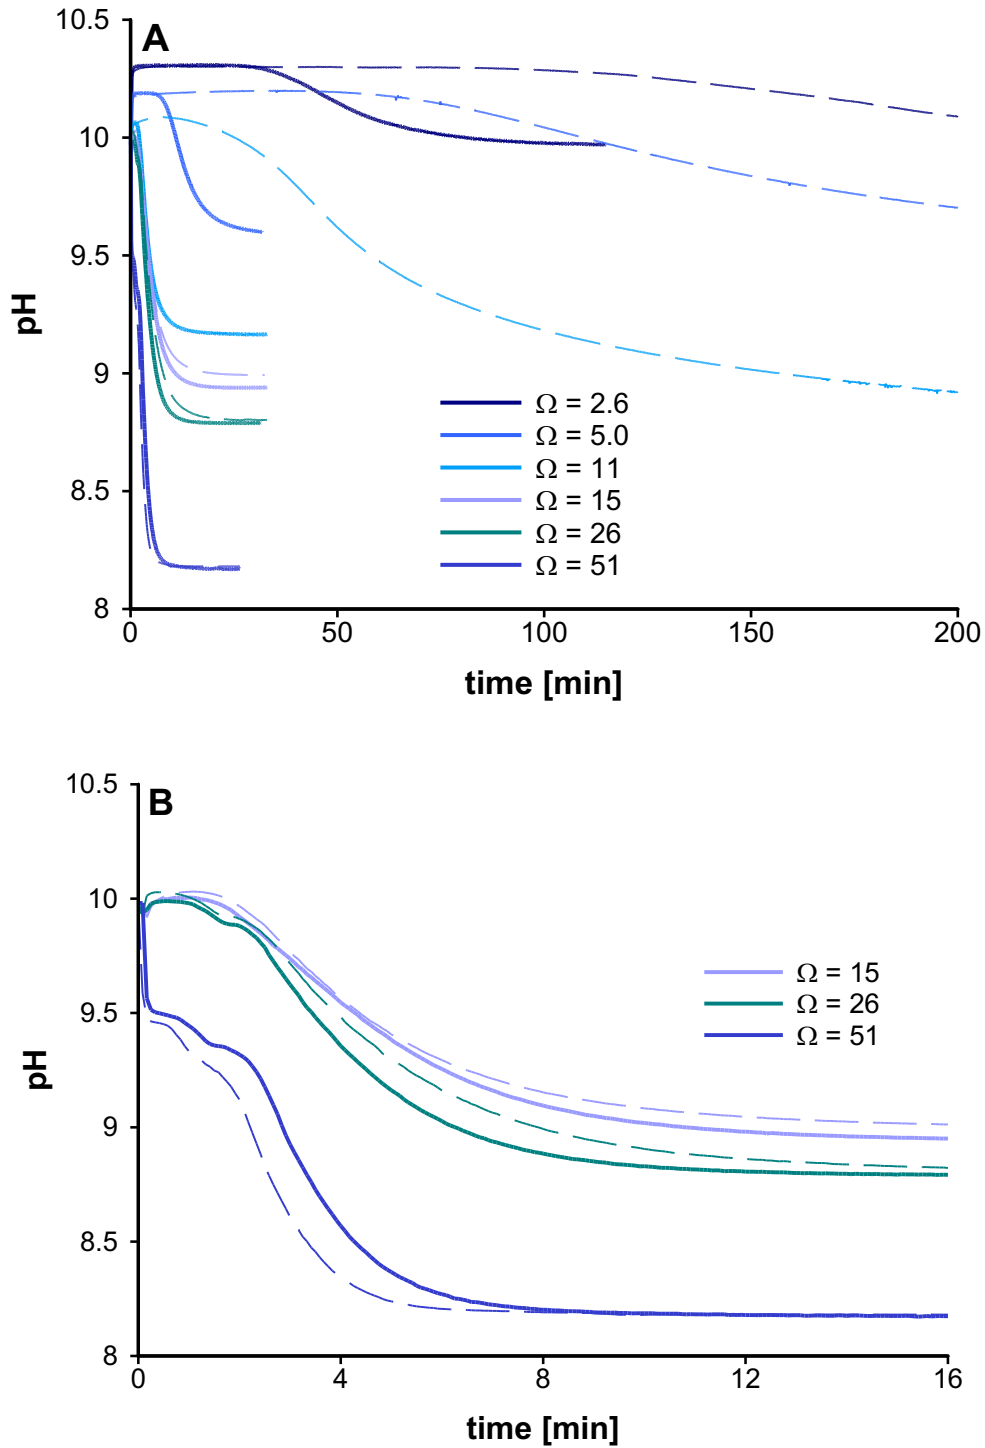 A
10.5
10
9.5
9
8.5
8
pH
Ω = 2.6
Ω = 5.0
Ω = 11
Ω = 15
Ω = 26
Ω = 51
0 50 100 150 200
time [min]
B
10.5
10
9.5
9
8.5
8
pH
Ω = 15
Ω = 26
Ω = 51
0 4 8 12 16
time [min]